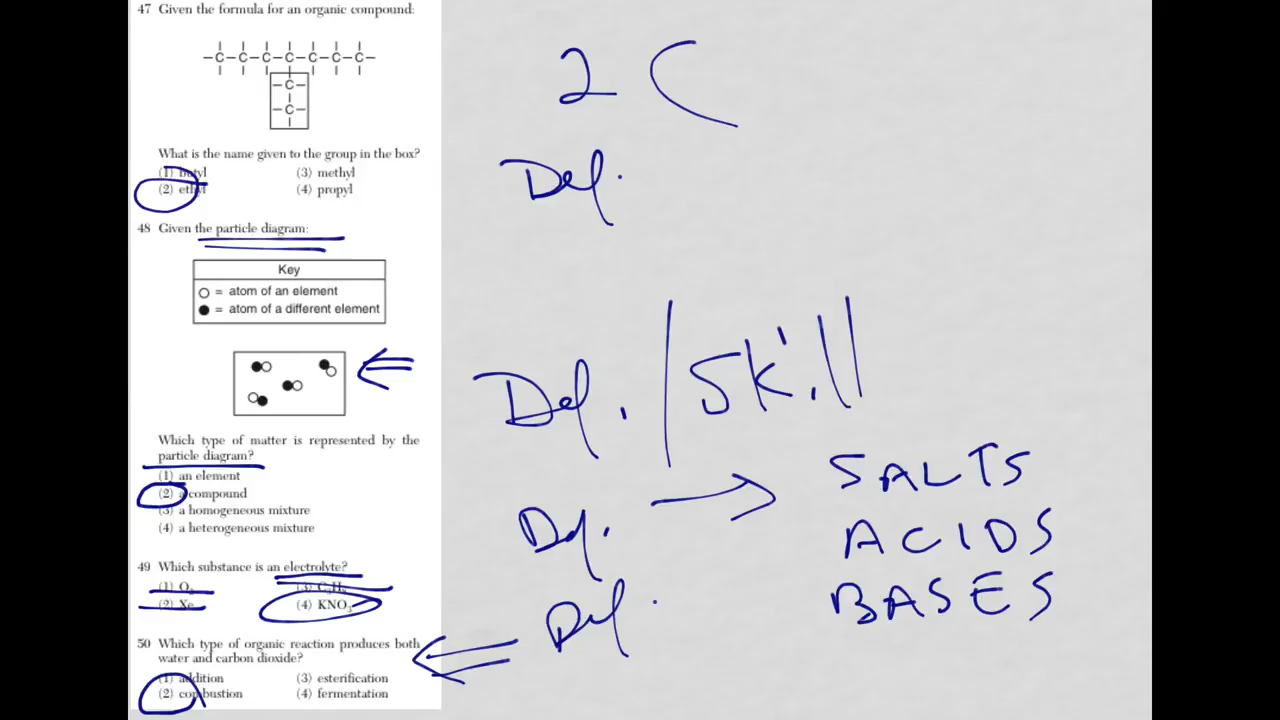 47 Given the formula for an organic compound:
-C-C-C-C-C-C-C-
-C-
-C-
What is the name given to the group in the box?
(1) butyl (3) methyl
(2) ethyl (4) propyl
48 Given the particle diagram:
Key
= atom of an element
= atom of a different element
Which type of matter is represented by the
particle diagram?
(1) an element
(2) a compound
(3) a homogeneous mixture
(4) a heterogeneous mixture
49 Which substance is an electrolyte?
(1) O (3)
(2) Xe (4) KNO3
50 Which type of organic reaction produces both
water and carbon dioxide?
(1) addition (3) esterification
(2) combustion (4) fermentation
2 C
Def.
Def. / Skill
Def. → SALTS
ACIDS
BASES
Def.